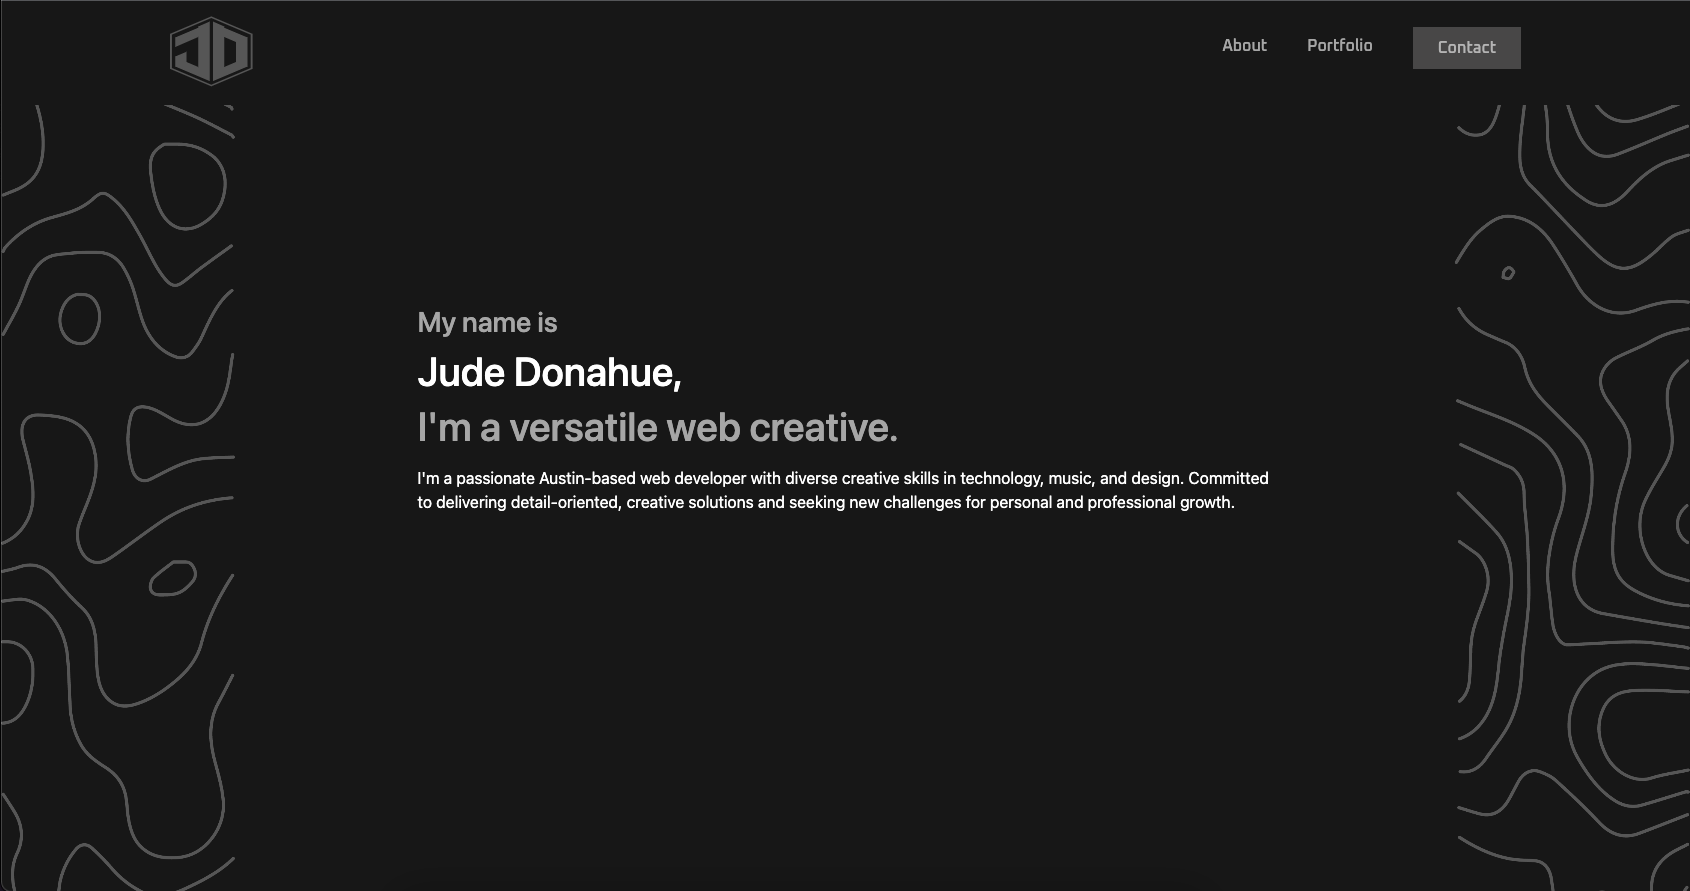 JD
About
Portfolio
Contact
My name is
Jude Donahue,
I'm a versatile web creative.
I'm a passionate Austin-based web developer with diverse creative skills in technology, music, and design. Committed
to delivering detail-oriented, creative solutions and seeking new challenges for personal and professional growth.